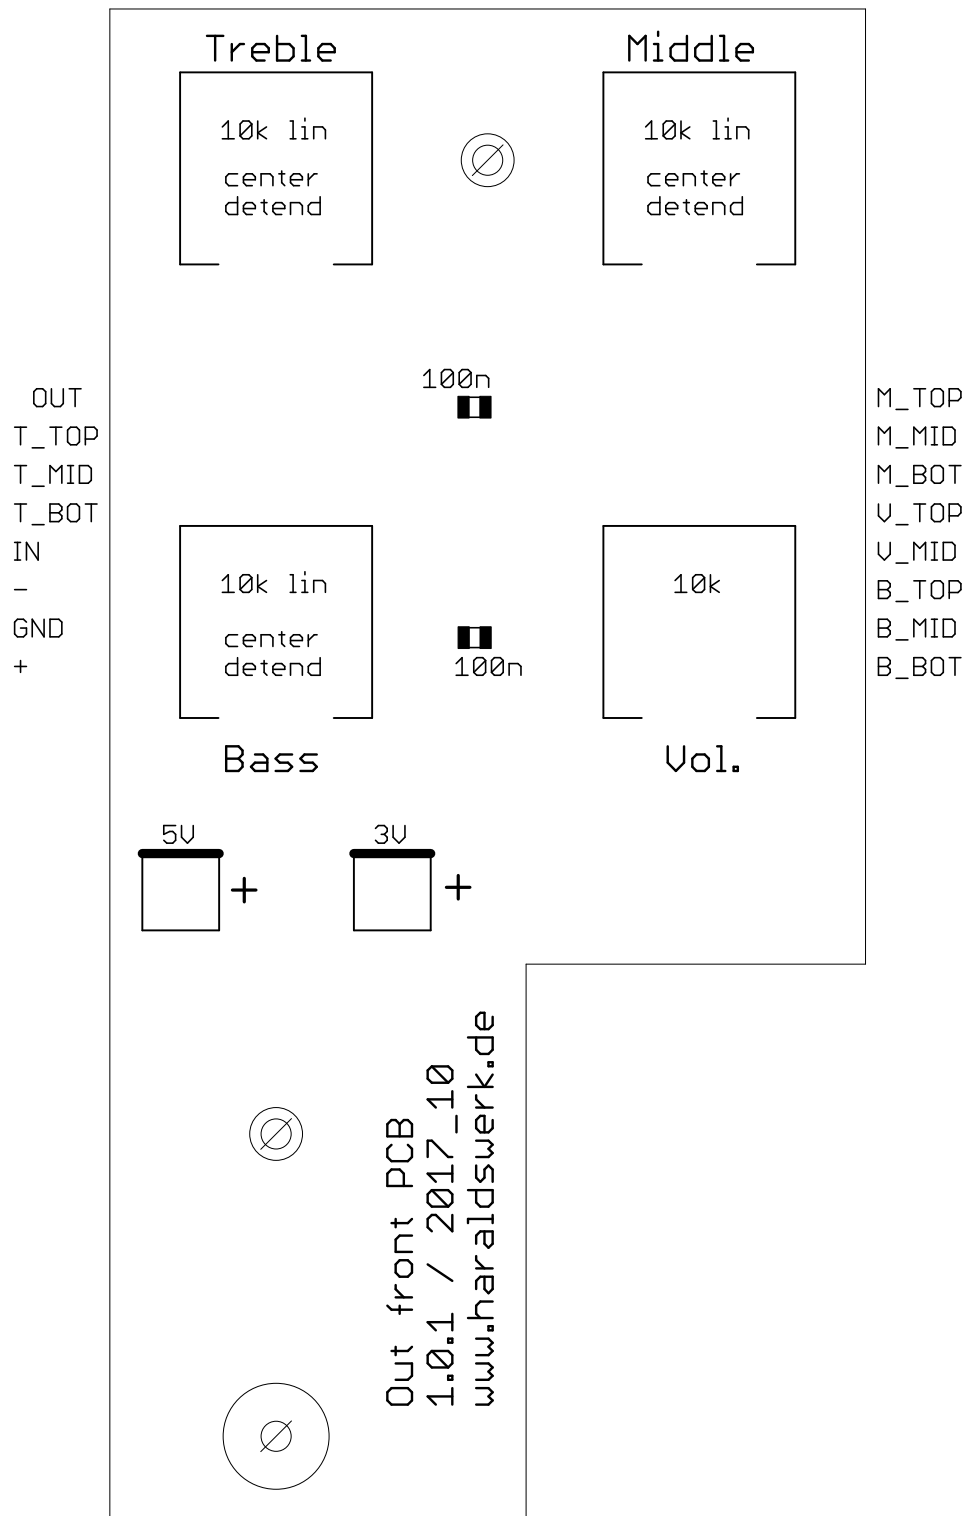 Treble
Middle
10k lin
center
detend
10k lin
center
detend
100n
OUT
T_TOP
T_MID
T_BOT
IN
-
GND
+
M_TOP
M_MID
M_BOT
V_TOP
V_MID
B_TOP
B_MID
B_BOT
10k lin
center
detend
10k
100n
Bass
Vol.
5V
+
3V
+
Out front PCB
1.0.1 / 2017_10
www.haraldswerk.de